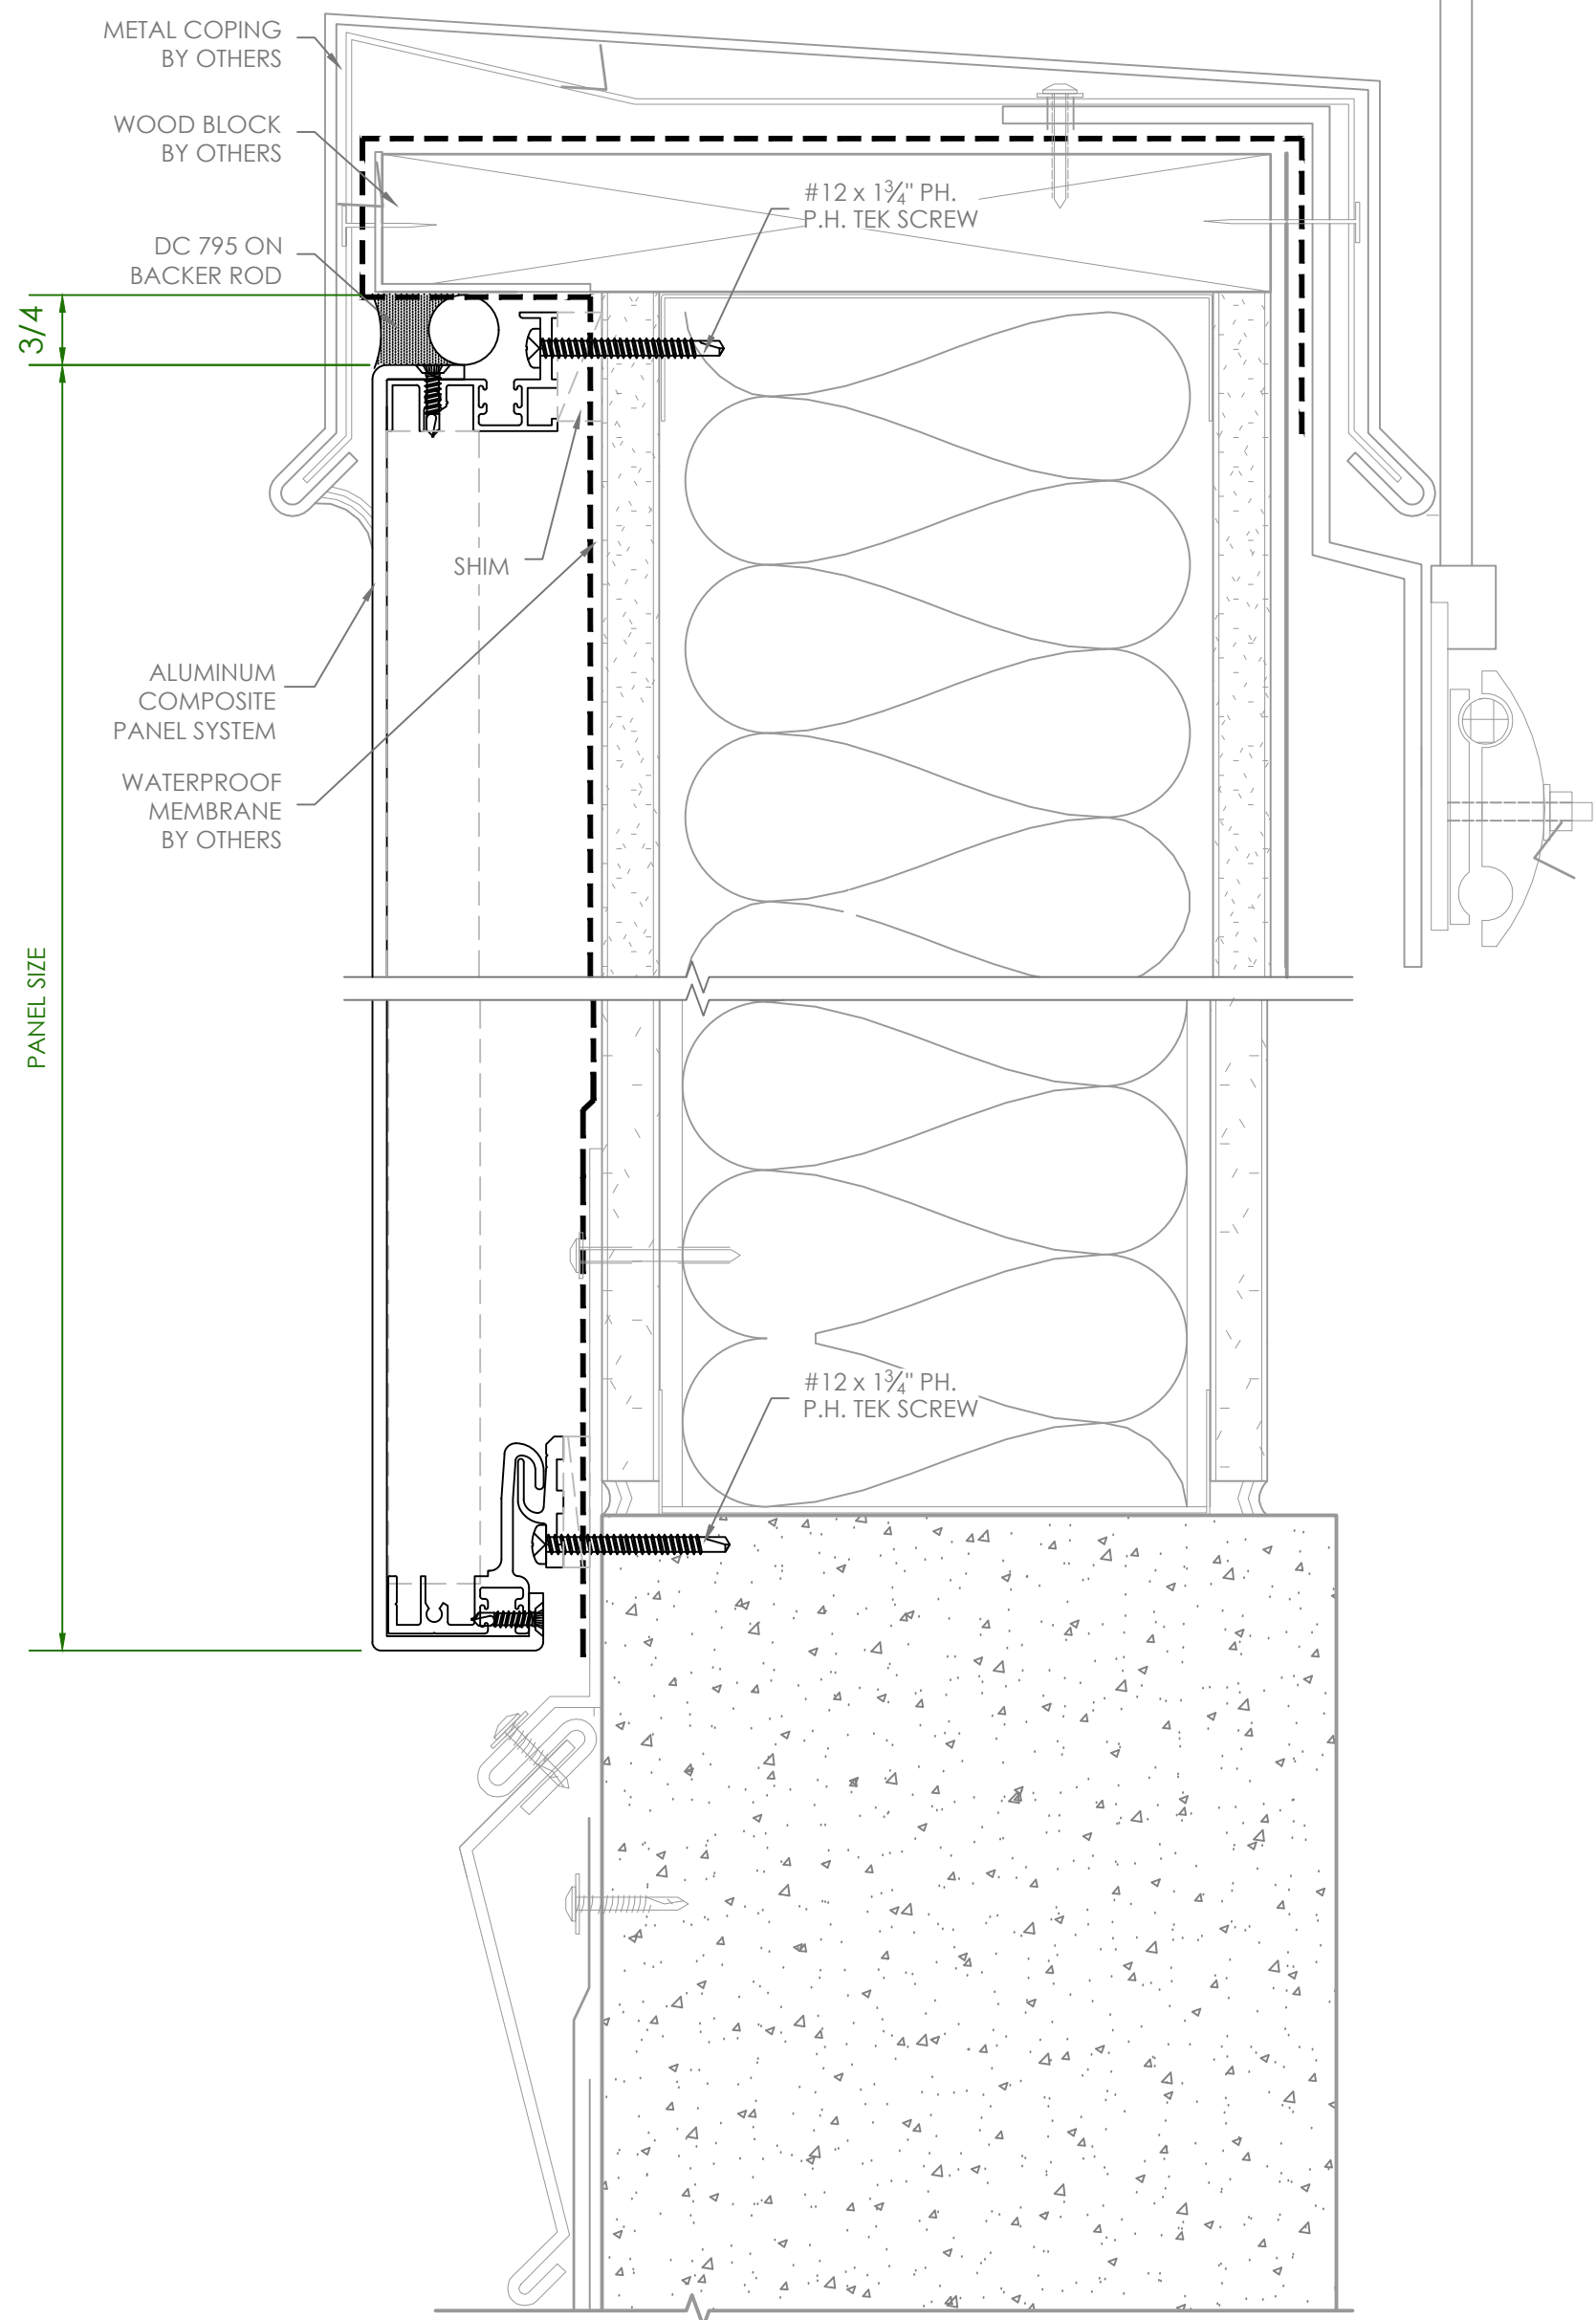 METAL COPING
BY OTHERS
WOOD BLOCK
BY OTHERS
#12 x 1¾" PH.
P.H. TEK SCREW
DC 795 ON
BACKER ROD
3/4
SHIM
ALUMINUM
COMPOSITE
PANEL SYSTEM
WATERPROOF
MEMBRANE
BY OTHERS
PANEL SIZE
#12 x 1¾" PH.
P.H. TEK SCREW